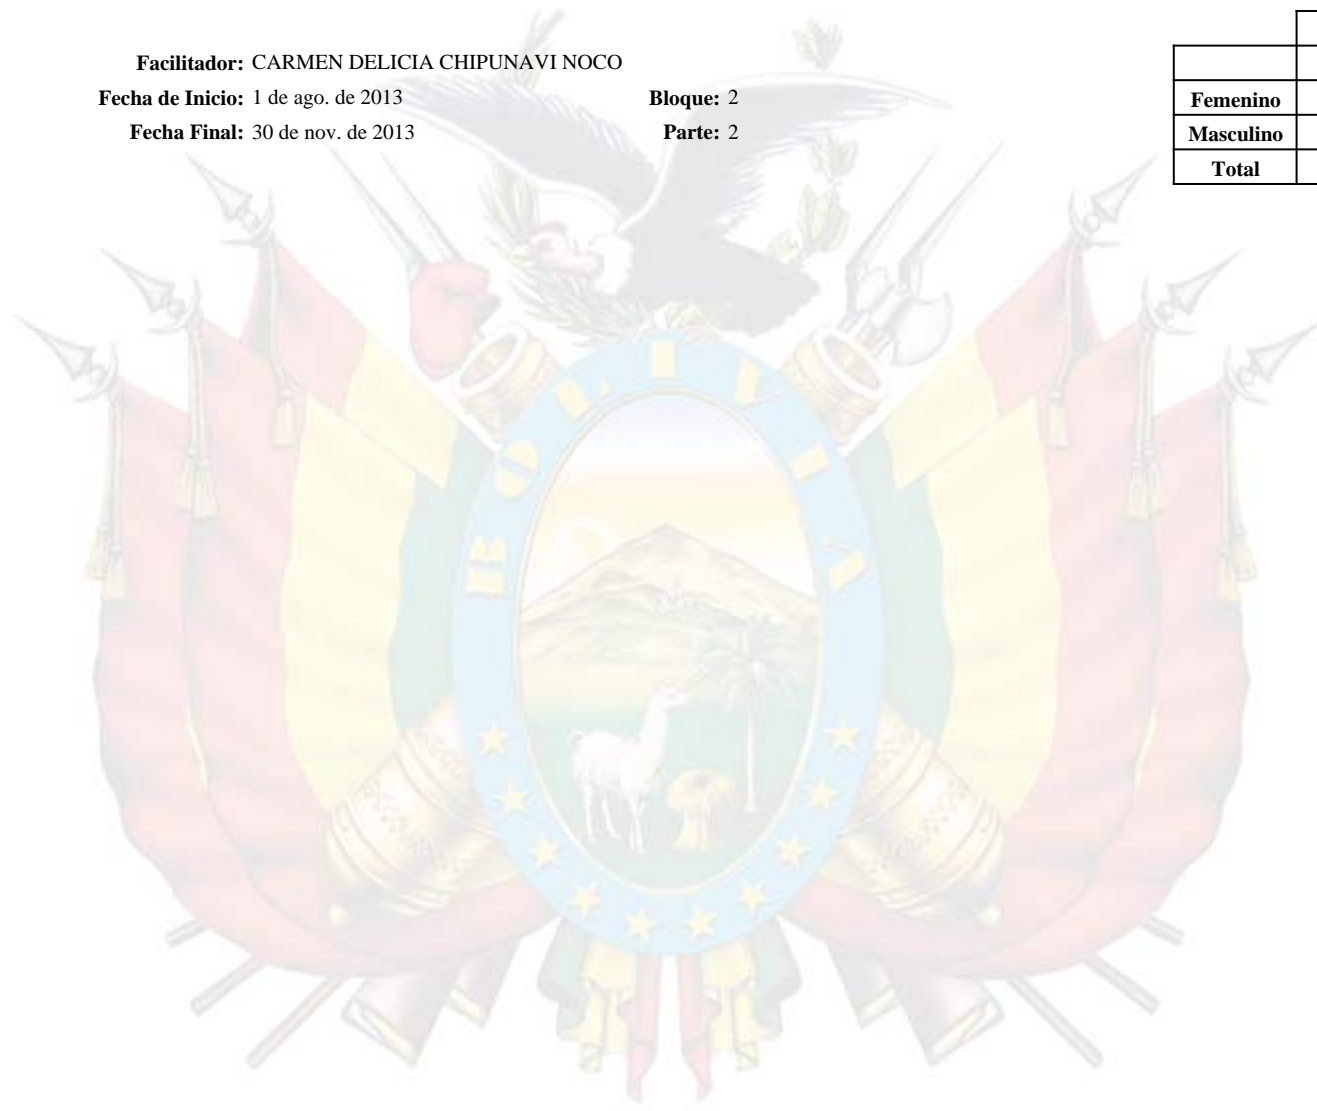 Facilitador: CARMEN DELICIA CHIPUNAVI NOCO
Fecha de Inicio: 1 de ago. de 2013 Bloque: 2
Fecha Final: 30 de nov. de 2013 Parte: 2
Femenino
Masculino
Total
BOLIVIA